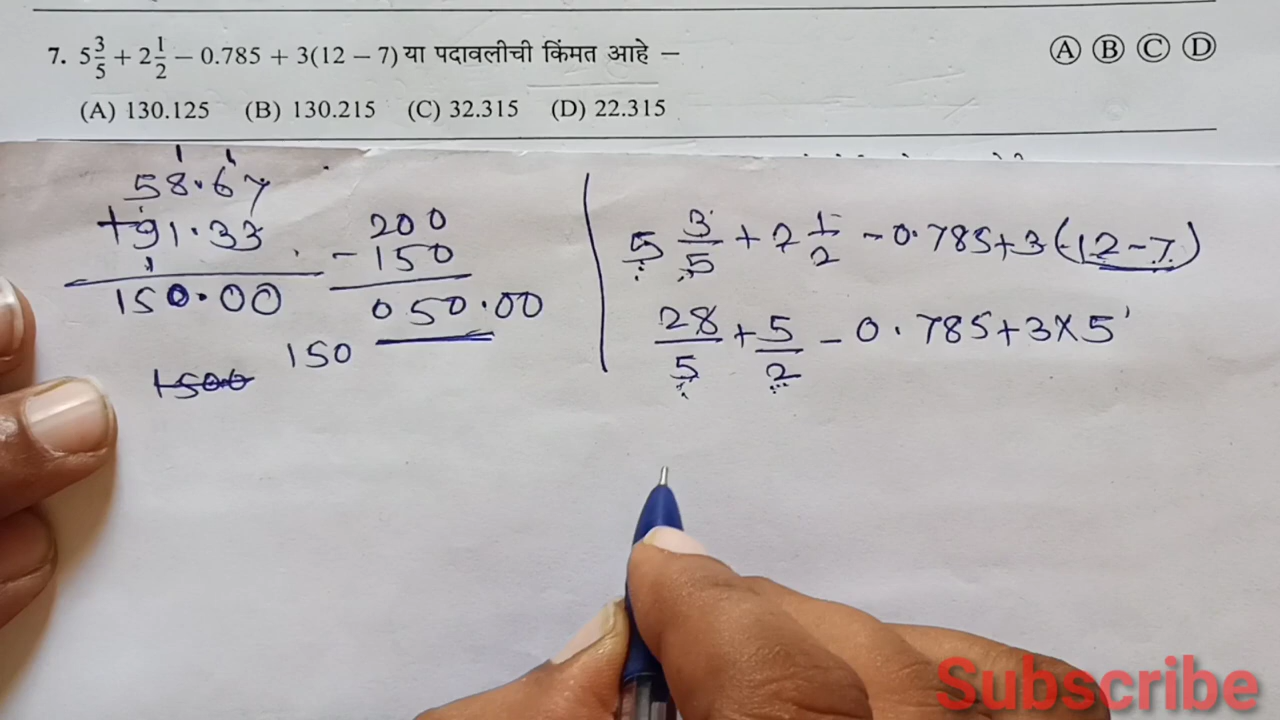 7. 5 3/5 + 2 1/2 − 0.785 + 3(12 − 7) या पदावलीची किंमत आहे −
Ⓐ Ⓑ Ⓒ Ⓓ
(A) 130.125 (B) 130.215 (C) 32.315 (D) 22.315
58.67
+91.33
150.00
150
200
-150
050.00
5 3/5 + 2 1/2 - 0.785 + 3(12 - 7)
28/5 + 5/2 - 0.785 + 3 × 5
Subscribe